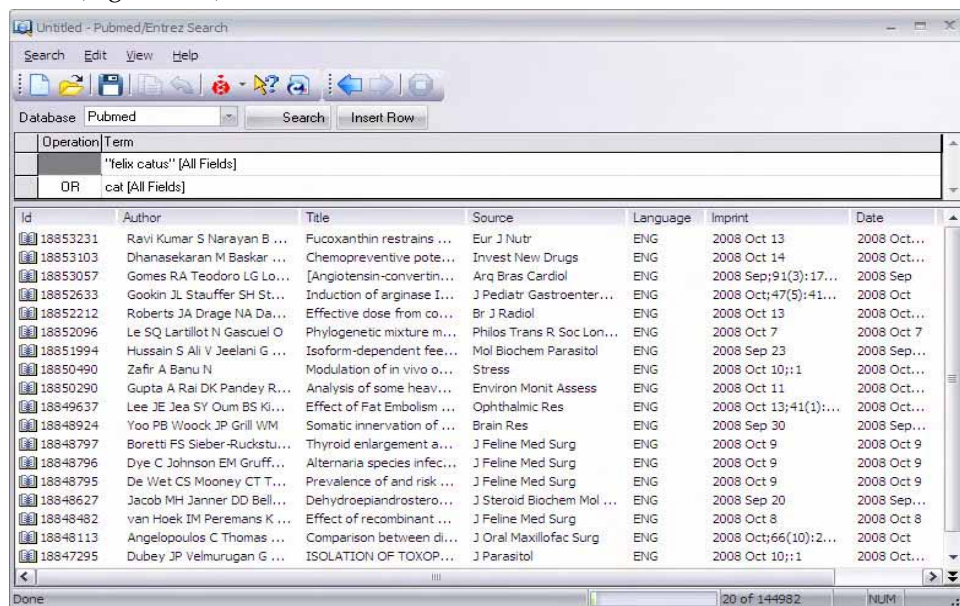 Untitled - Pubmed/Entrez Search
Search Edit View Help
Database Pubmed Search Insert Row
Operation Term
"felix catus" [All Fields]
OR cat [All Fields]
Id Author Title Source Language Imprint Date
18853231 Ravi Kumar S Narayan B ... Fucoxanthin restrains ... Eur J Nutr ENG 2008 Oct 13 2008 Oct...
18853103 Dhanasekaran M Baskar ... Chemopreventive pote... Invest New Drugs ENG 2008 Oct 14 2008 Oct...
18853057 Gomes RA Teodoro LG Lo... [Angiotensin-convertin... Arq Bras Cardiol ENG 2008 Sep;91(3):17... 2008 Sep
18852633 Gookin JL Stauffer SH St... Induction of arginase I... J Pediatr Gastroenter... ENG 2008 Oct;47(5):41... 2008 Oct
18852212 Roberts JA Drage NA Da... Effective dose from co... Br J Radiol ENG 2008 Oct 13 2008 Oct...
18852096 Le SQ Lartillot N Gascuel O Phylogenetic mixture m... Philos Trans R Soc Lon... ENG 2008 Oct 7 2008 Oct 7
18851994 Hussain S Ali V Jeelani G ... Isoform-dependent fee... Mol Biochem Parasitol ENG 2008 Sep 23 2008 Sep...
18850490 Zafir A Banu N Modulation of in vivo o... Stress ENG 2008 Oct 10;:1 2008 Oct...
18850290 Gupta A Rai DK Pandey R... Analysis of some heav... Environ Monit Assess ENG 2008 Oct 11 2008 Oct...
18849637 Lee JE Jea SY Oum BS Ki... Effect of Fat Embolism ... Ophthalmic Res ENG 2008 Oct 13;41(1):... 2008 Oct...
18848924 Yoo PB Woock JP Grill WM Somatic innervation of ... Brain Res ENG 2008 Sep 30 2008 Sep...
18848797 Boretti FS Sieber-Ruckstu... Thyroid enlargement a... J Feline Med Surg ENG 2008 Oct 9 2008 Oct 9
18848796 Dye C Johnson EM Gruff... Alternaria species infec... J Feline Med Surg ENG 2008 Oct 9 2008 Oct 9
18848795 De Wet CS Mooney CT T... Prevalence of and risk ... J Feline Med Surg ENG 2008 Oct 9 2008 Oct 9
18848627 Jacob MH Janner DD Bell... Dehydroepiandrostero... J Steroid Biochem Mol ... ENG 2008 Sep 20 2008 Sep...
18848482 van Hoek IM Peremans K ... Effect of recombinant ... J Feline Med Surg ENG 2008 Oct 8 2008 Oct 8
18848113 Angelopoulos C Thomas ... Comparison between di... J Oral Maxillofac Surg ENG 2008 Oct;66(10):2... 2008 Oct
18847295 Dubey JP Velmurugan G ... ISOLATION OF TOXOP... J Parasitol ENG 2008 Oct 10;:1 2008 Oct...
Done 20 of 144982 NUM